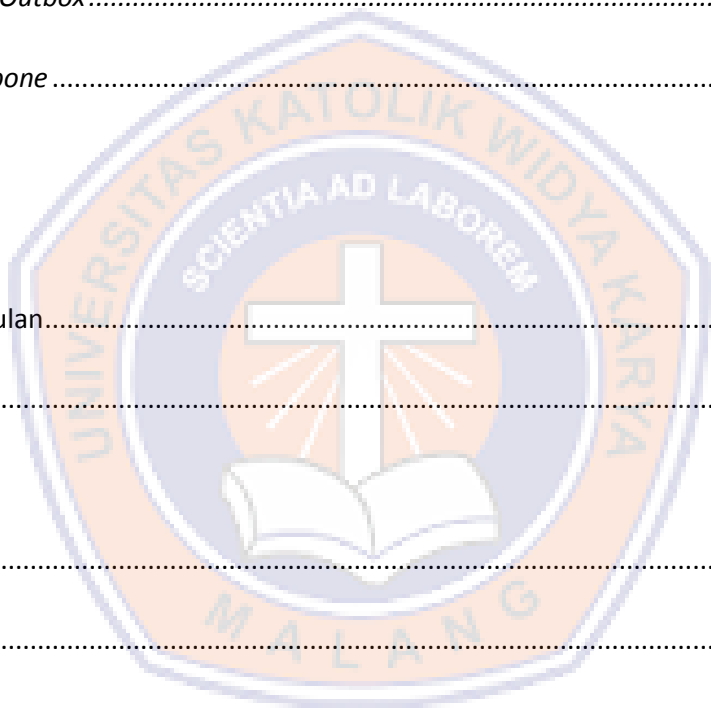 Outbox................................................................................................
UNIVERSITAS KATOLIK WIDYA KARYA
pone ................................................................................................
SCIENTIA AD LABOREM
ulan................................................................................................
................................................................................................
................................................................................................
MALANG
................................................................................................